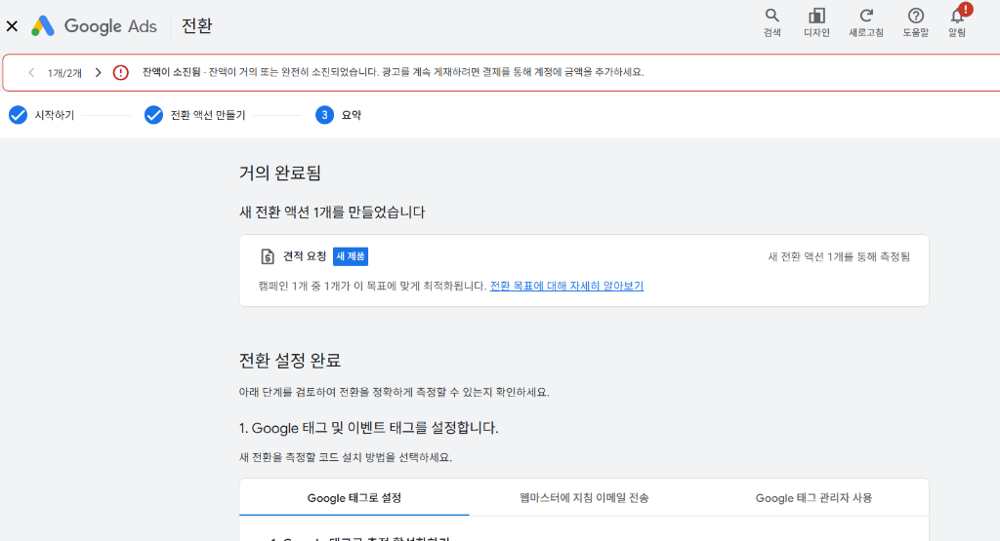 Google Ads 전환
검색 디자인 새로고침 도움말 알림
1개/2개 잔액이 소진됨 - 잔액이 거의 또는 완전히 소진되었습니다. 광고를 계속 게재하려면 결제를 통해 계정에 금액을 추가하세요.
시작하기 전환 액션 만들기 3 요약
거의 완료됨
새 전환 액션 1개를 만들었습니다
견적 요청 새 제품 새 전환 액션 1개를 통해 측정됨
캠페인 1개 중 1개가 이 목표에 맞게 최적화됩니다. 전환 목표에 대해 자세히 알아보기
전환 설정 완료
아래 단계를 검토하여 전환을 정확하게 측정할 수 있는지 확인하세요.
1. Google 태그 및 이벤트 태그를 설정합니다.
새 전환을 측정할 코드 설치 방법을 선택하세요.
Google 태그로 설정 웹마스터에 지침 이메일 전송 Google 태그 관리자 사용